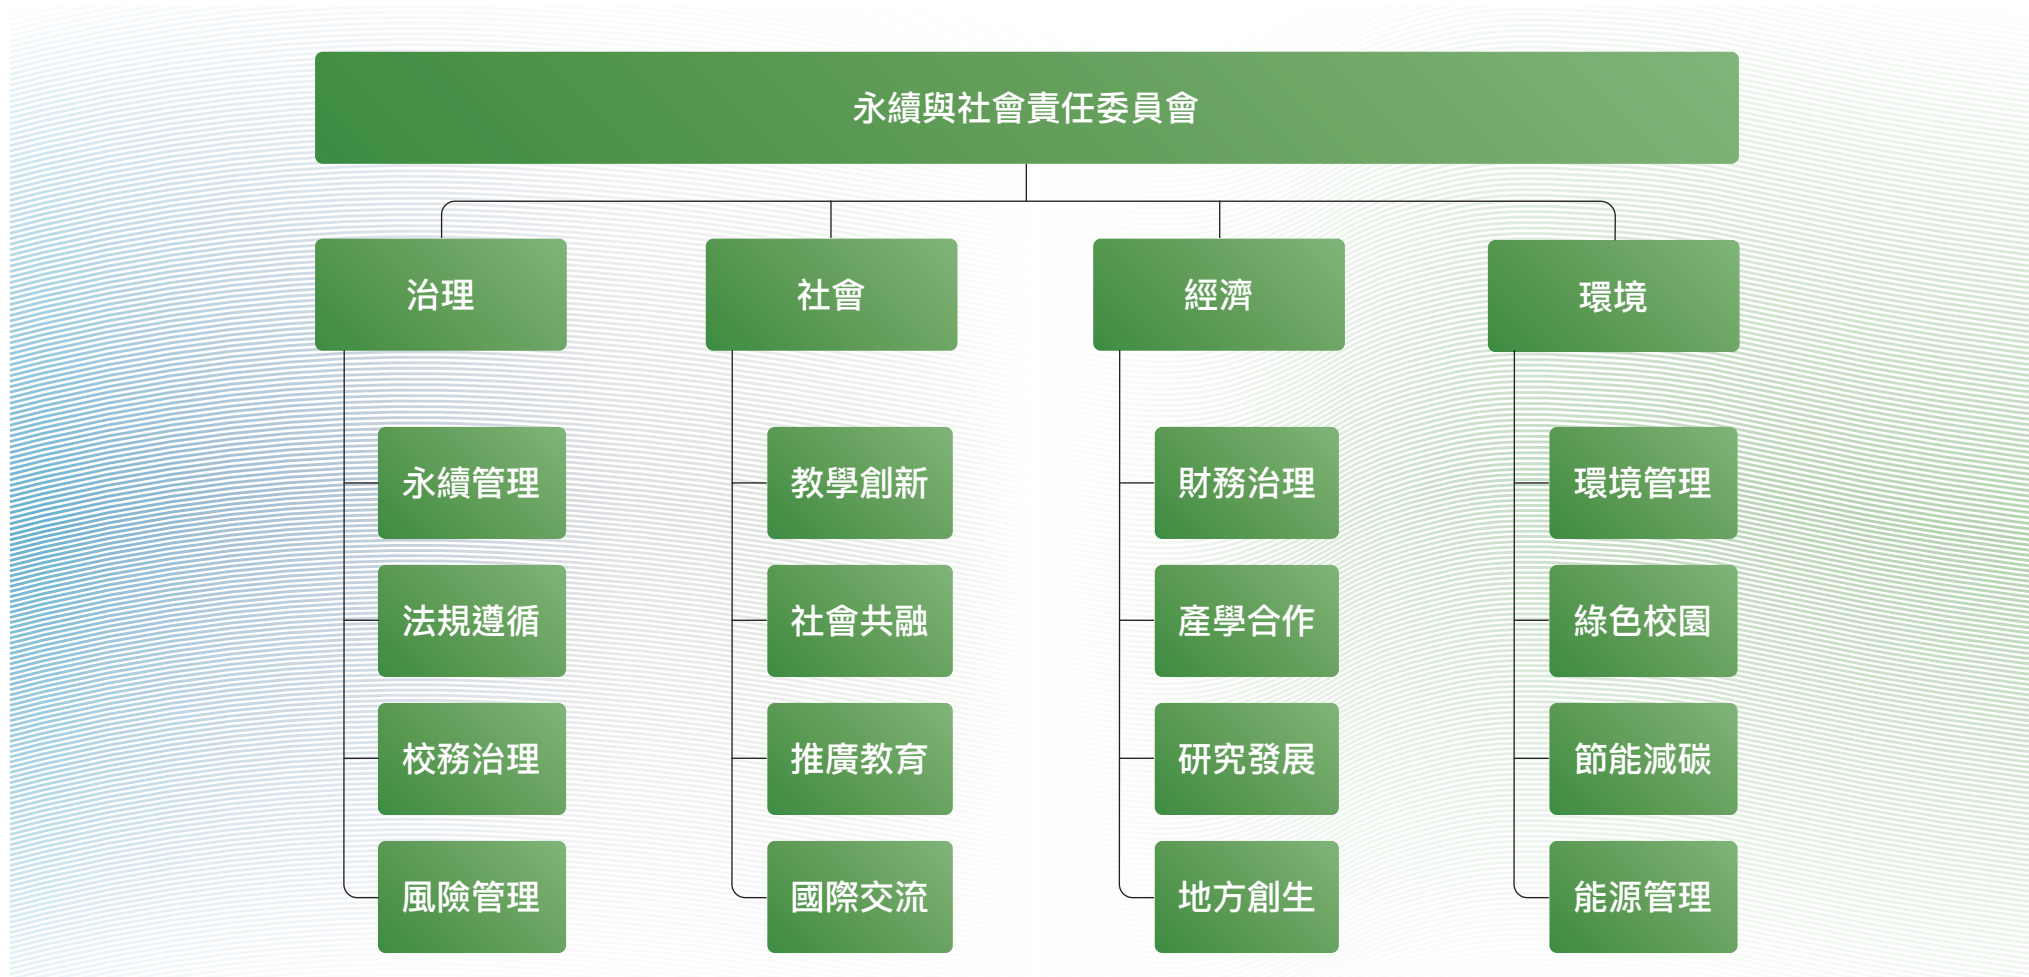 永續與社會責任委員會
治理
永續管理
法規遵循
校務治理
風險管理
社會
教學創新
社會共融
推廣教育
國際交流
經濟
財務治理
產學合作
研究發展
地方創生
環境
環境管理
綠色校園
節能減碳
能源管理